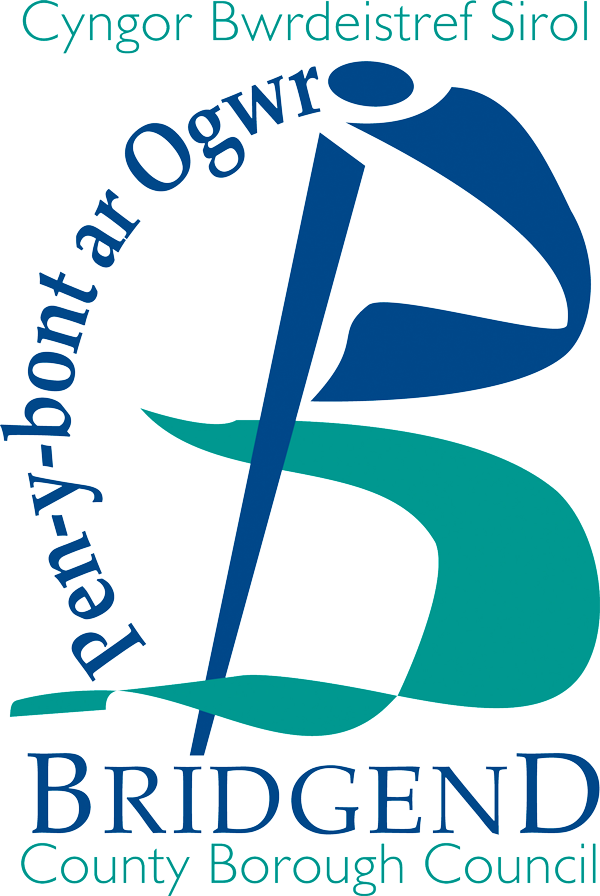 Cyngor Bwrdeistref Sirol
Pen-y-bont ar Ogwr
BRIDGEND
County Borough Council